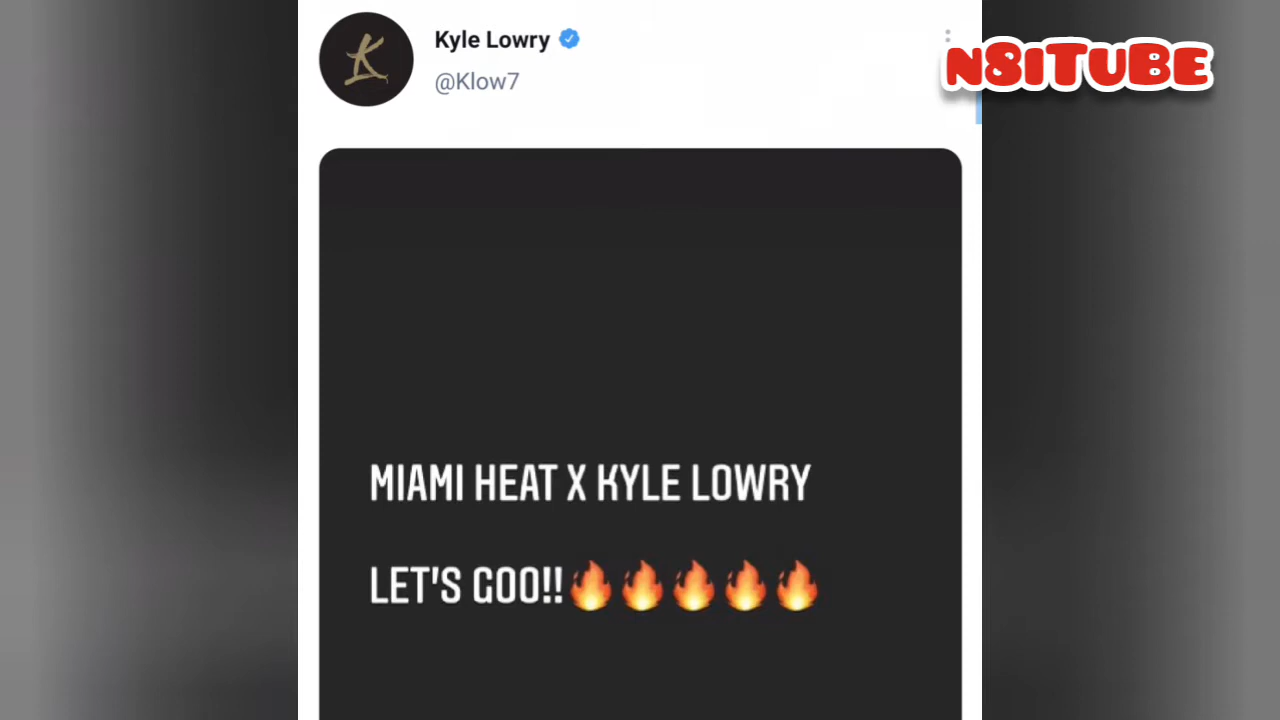 Kyle Lowry
N8iTUBE
@Klow7
MIAMI HEAT X KYLE LOWRY
LET'S GOO!!🔥🔥🔥🔥🔥